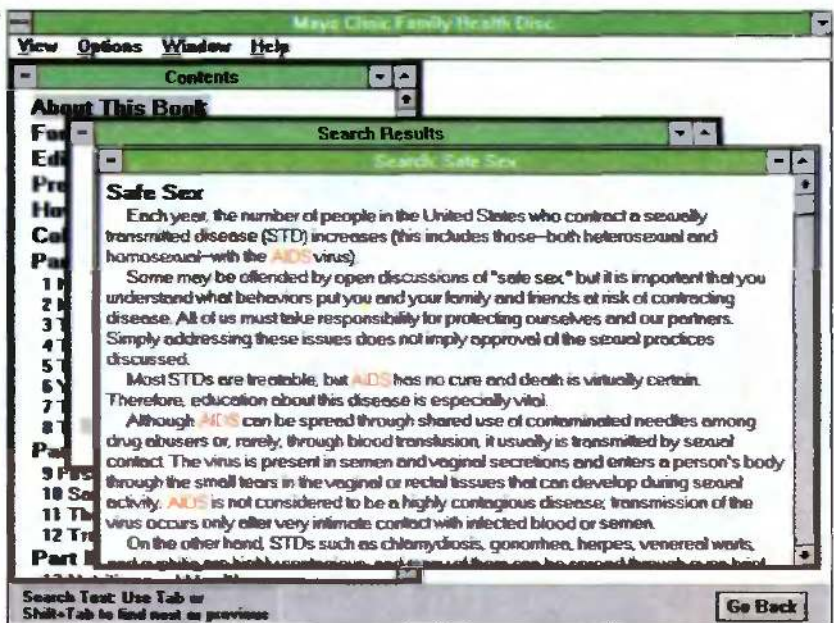 Mayo Clinic Family Health Disc
View Options Window Help
Contents
About This Book
Search Results
Search: Safe Sex
Safe Sex
Each year, the number of people in the United States who contract a sexually
transmitted disease (STD) increases (this includes those--both heterosexual and
homosexual--with the AIDS virus).
Some may be offended by open discussions of "safe sex," but it is important that you
understand what behaviors put you and your family and friends at risk of contracting
disease. All of us must take responsibility for protecting ourselves and our partners.
Simply addressing these issues does not imply approval of the sexual practices
discussed.
Most STDs are treatable, but AIDS has no cure and death is virtually certain.
Therefore, education about this disease is especially vital.
Although AIDS can be spread through shared use of contaminated needles among
drug abusers or, rarely, through blood transfusion, it usually is transmitted by sexual
contact. The virus is present in semen and vaginal secretions and enters a person's body
through the small tears in the vaginal or rectal tissues that can develop during sexual
activity. AIDS is not considered to be a highly contagious disease; transmission of the
virus occurs only after very intimate contact with infected blood or semen.
On the other hand, STDs such as chlamydiosis, gonorrhea, herpes, venereal warts,
Search Text: Use Tab or
Shift+Tab to find next or previous
Go Back